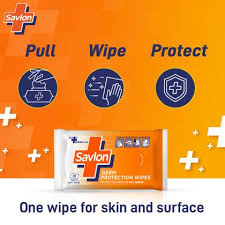 Savlon
Pull Wipe Protect
Savlon
GERM
PROTECTION WIPES
One wipe for skin and surface